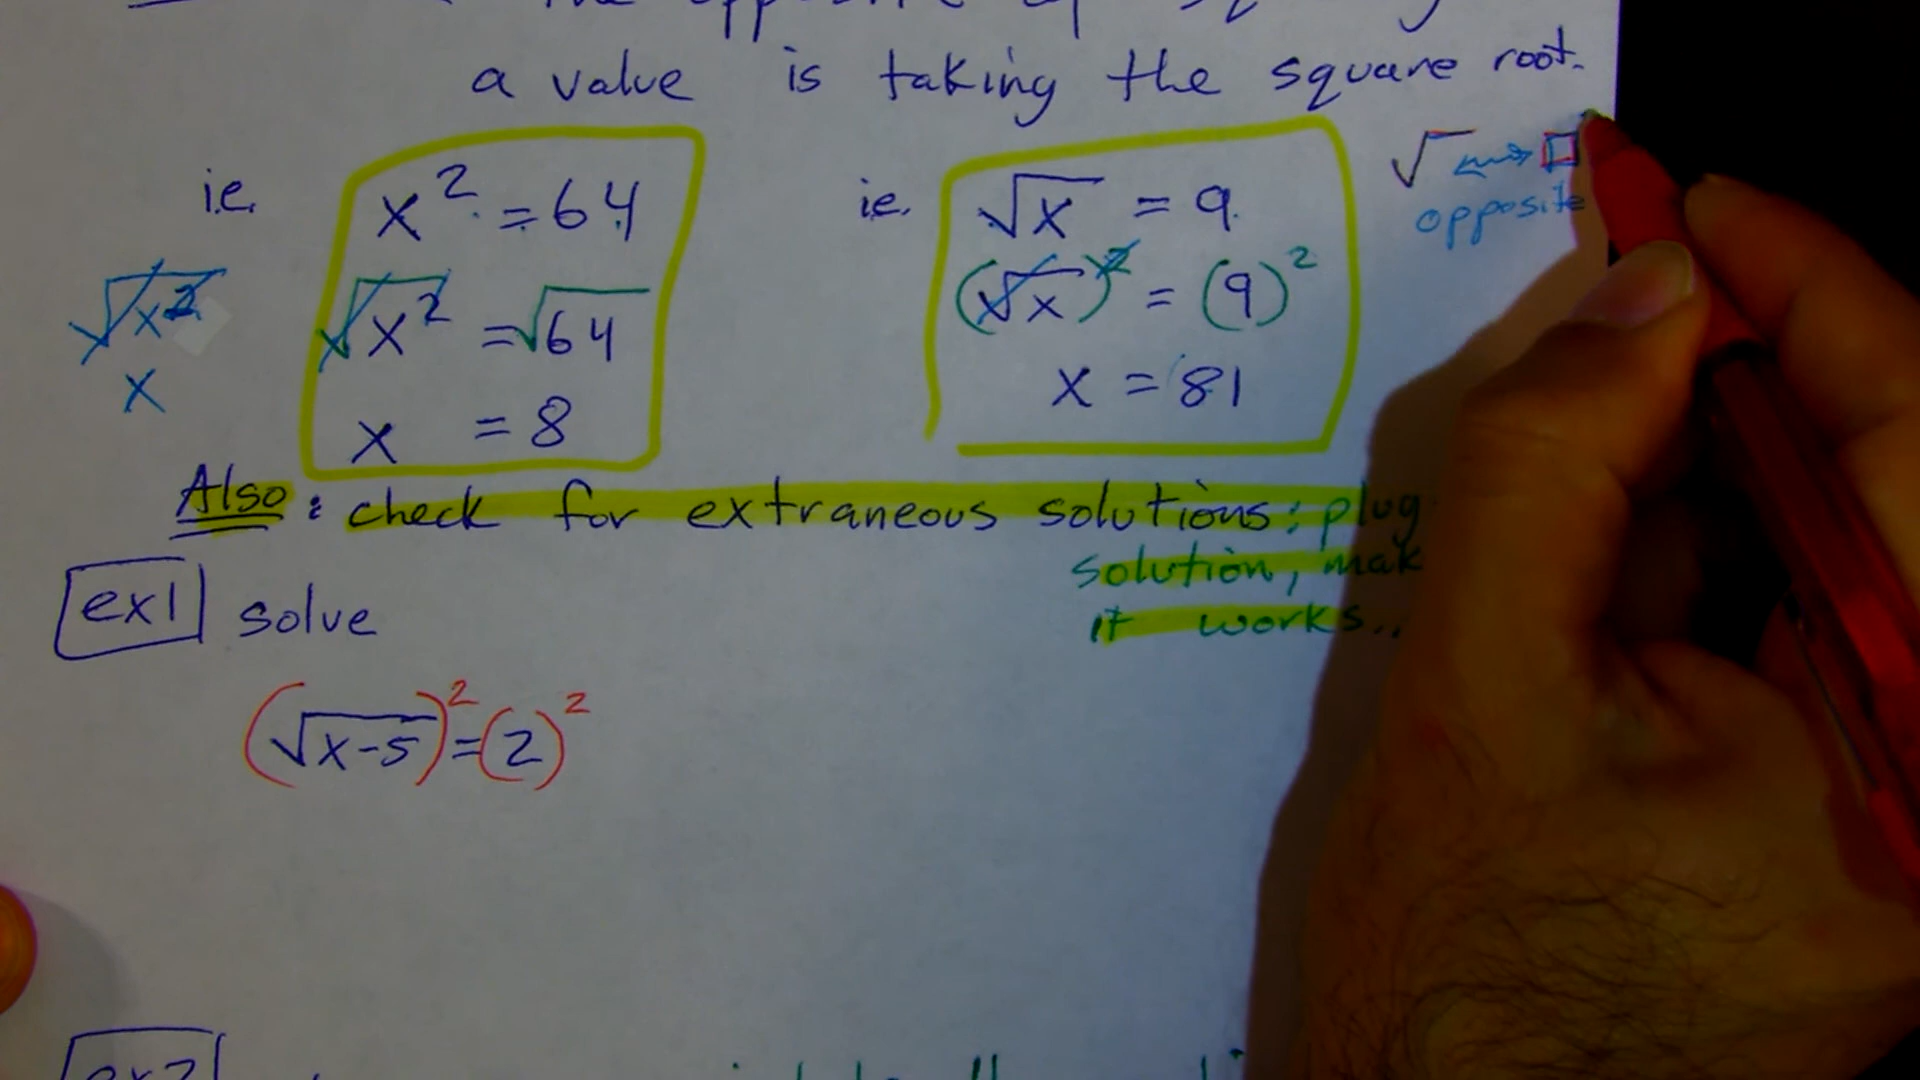 a value is taking the square root.
i.e. x² = 64
√x² = √64
x = 8
√x²
x
i.e. √x = 9
(√x)² = (9)²
x = 81
√ ⟷ □
opposite
Also : check for extraneous solutions: plug
solution, mak
it works..
ex1 solve
(√x-5)² = (2)²